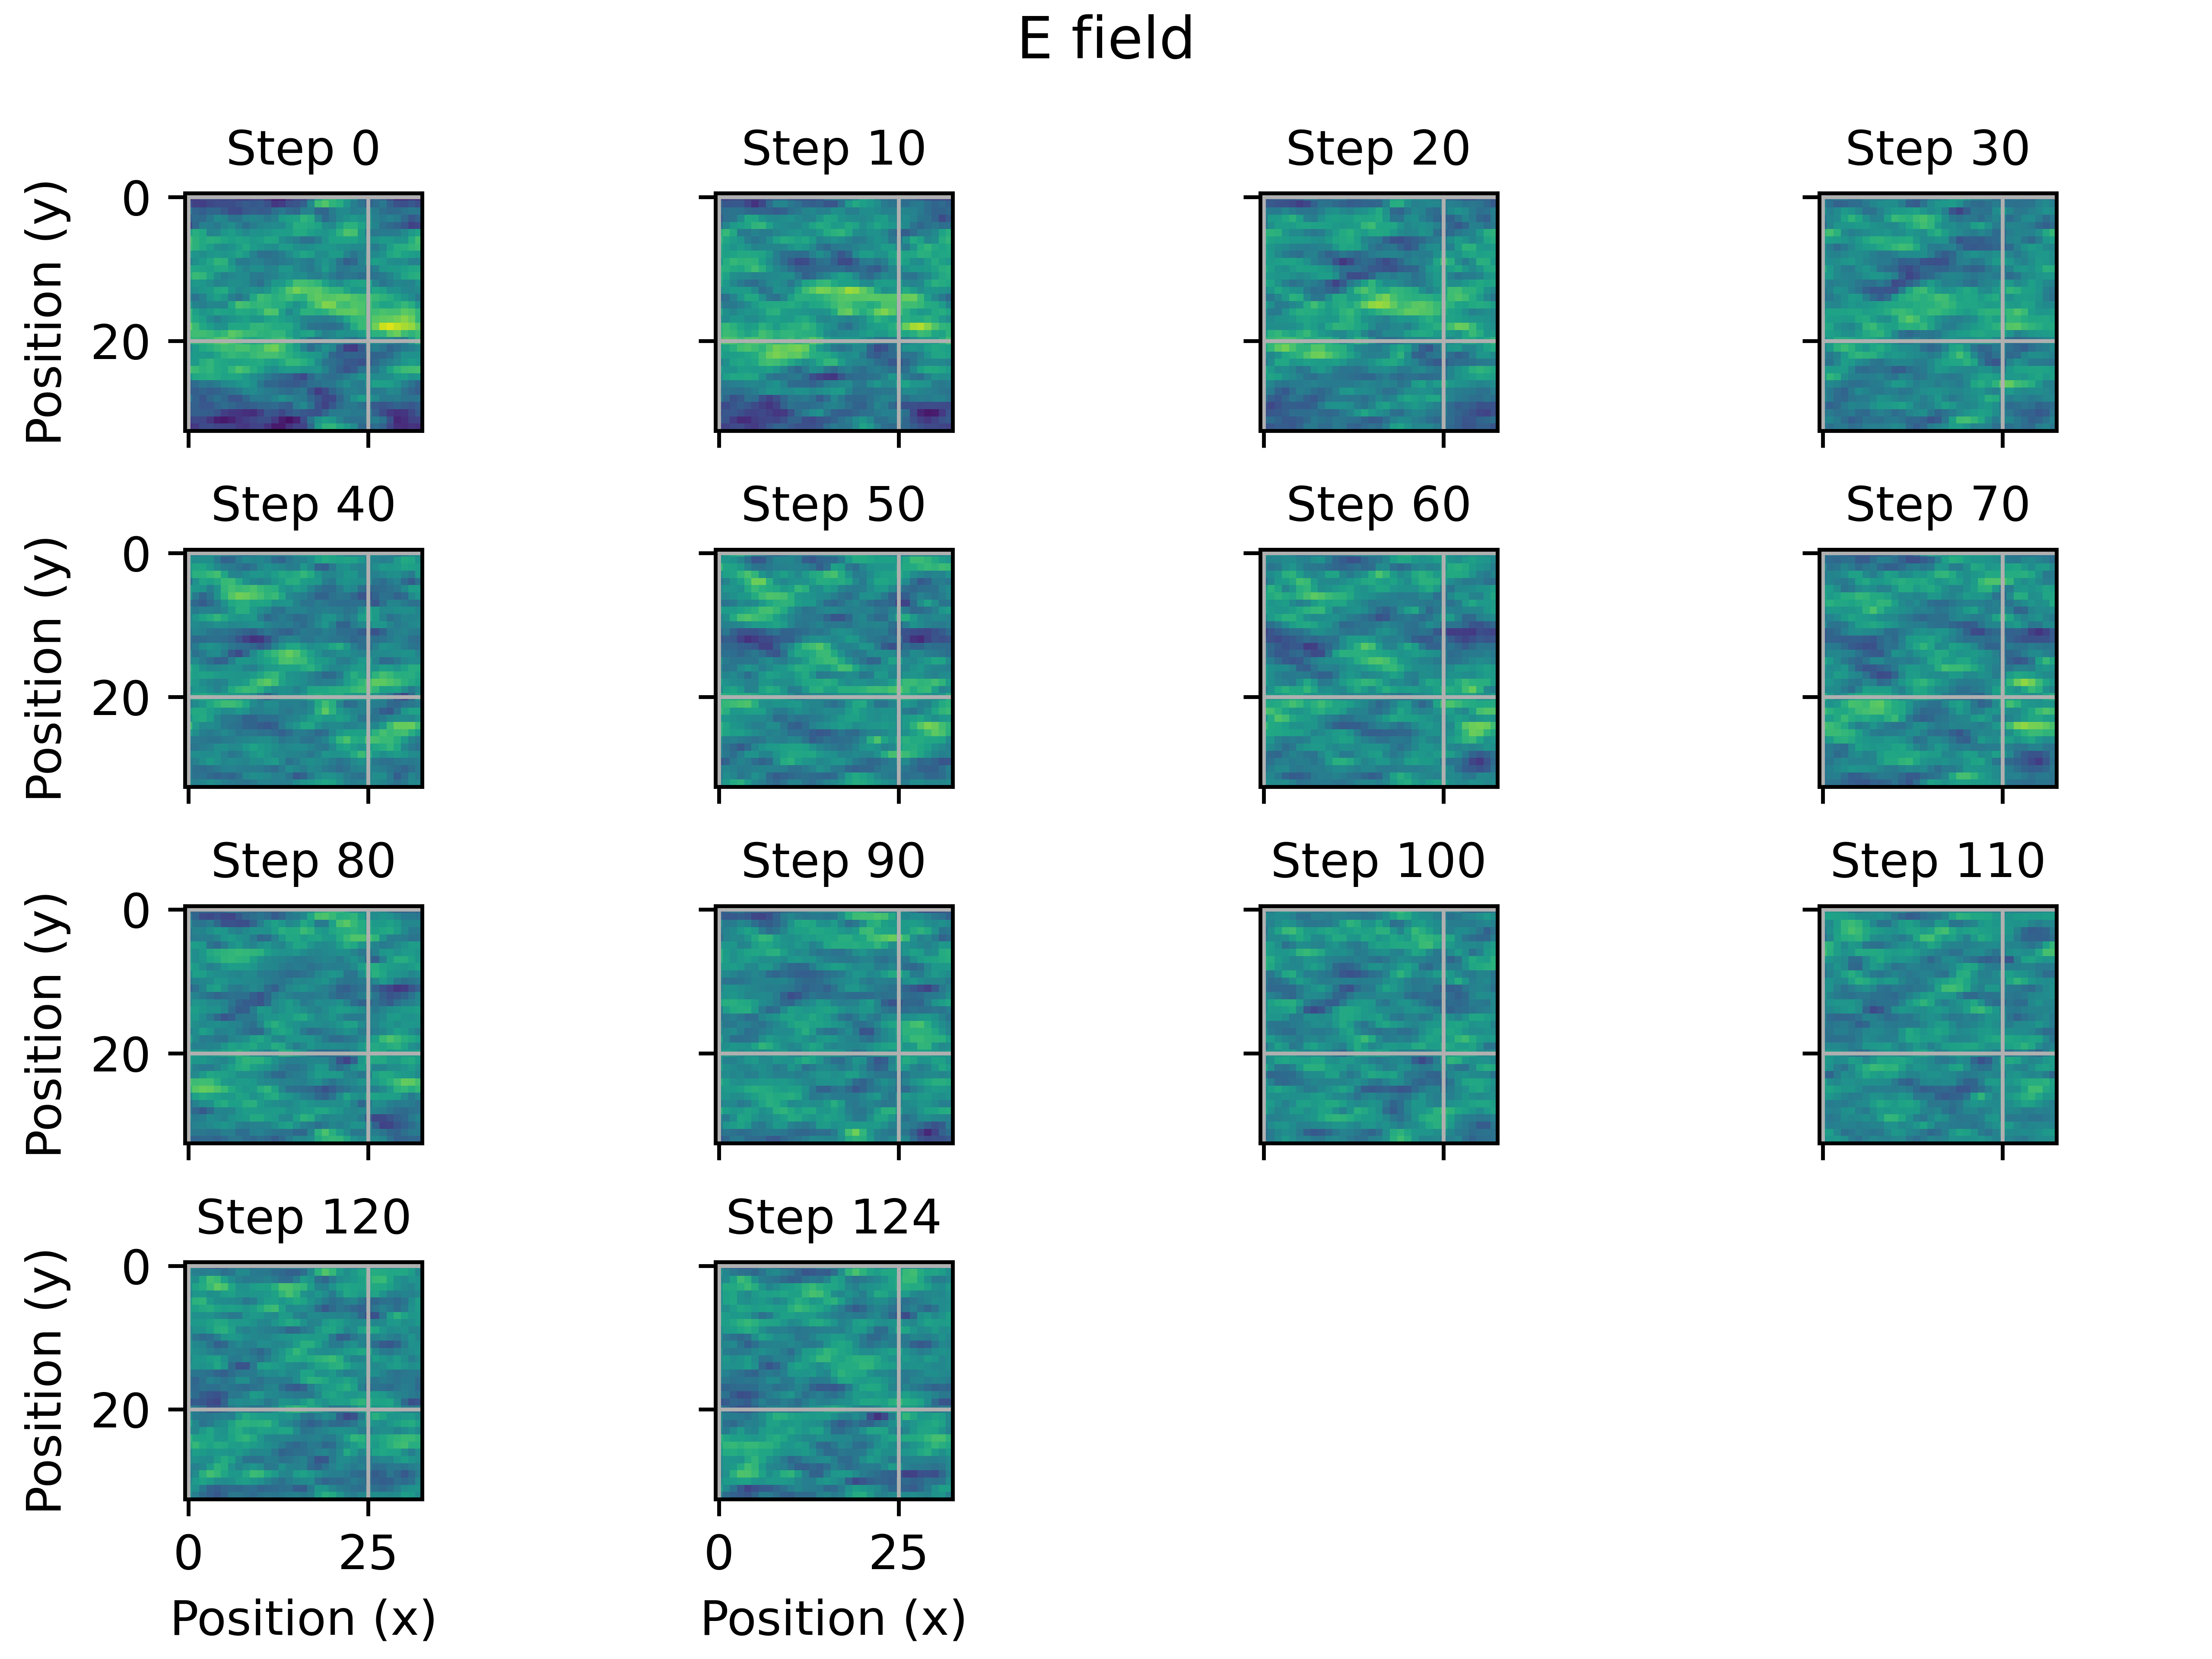 E field
Step 0
Step 10
Step 20
Step 30
Position (y)
0
20
Step 40
Step 50
Step 60
Step 70
Position (y)
0
20
Step 80
Step 90
Step 100
Step 110
Position (y)
0
20
Step 120
Step 124
Position (y)
0
20
0 25
0 25
Position (x)
Position (x)